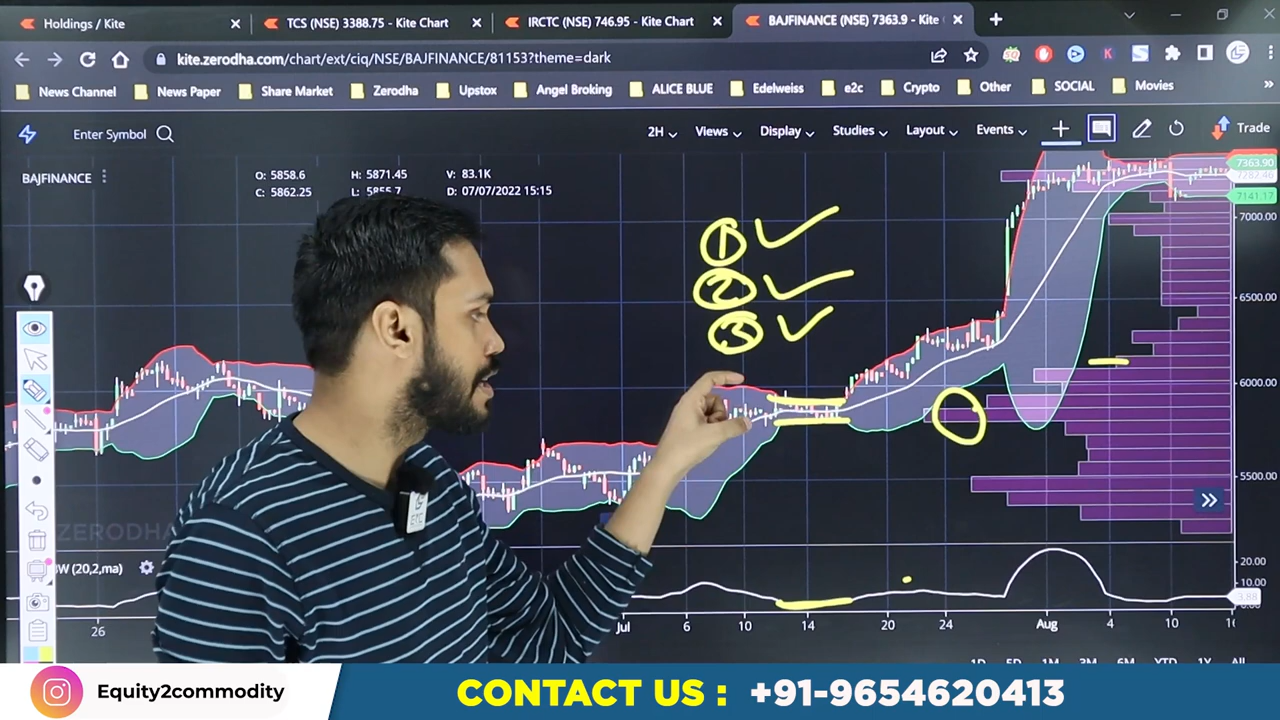 Holdings / Kite
TCS (NSE) 3388.75 - Kite Chart
IRCTC (NSE) 746.95 - Kite Chart
BAJFINANCE (NSE) 7363.9 - Kite
kite.zerodha.com/chart/ext/ciq/NSE/BAJFINANCE/81153?theme=dark
News Channel
News Paper
Share Market
Zerodha
Upstox
Angel Broking
ALICE BLUE
Edelweiss
e2c
Crypto
Other
SOCIAL
Movies
Enter Symbol
2H
Views
Display
Studies
Layout
Events
Trade
BAJFINANCE
O: 5858.6
H: 5871.45
V: 83.1K
C: 5862.25
D: 07/07/2022 15:15
7363.90
7282.46
7141.17
7000.00
6500.00
6000.00
5500.00
1
2
3
ZERODHA
W (20,2,ma)
20.00
10.00
3.88
26
Jul
6
10
14
20
24
Aug
4
1D 5D 1M 3M 6M YTD 1Y All
Equity2commodity
CONTACT US : +91-9654620413